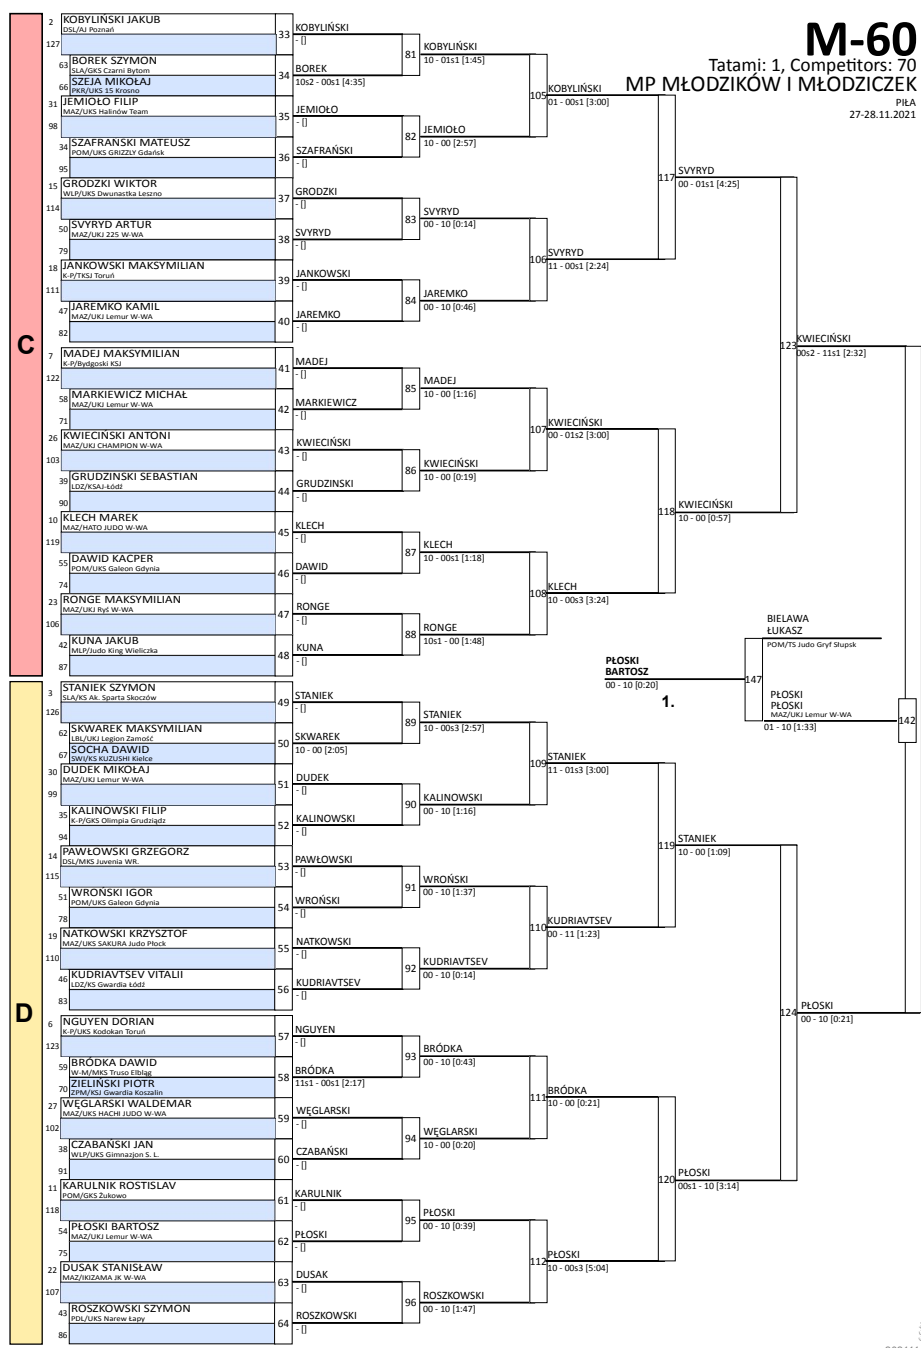 M-60
Tatami: 1, Competitors: 70
MP MŁODZIKÓW I MŁODZICZEK
PIŁA
27-28.11.2021
C
2 KOBYLIŃSKI JAKUB
DSL/AJ Poznań
127
33
63 BOREK SZYMON
SLA/GKS Czarni Bytom
66 SZEJA MIKOŁAJ
PKR/UKS 15 Krosno
34
31 JEMIOŁO FILIP
MAZ/UKS Halinów Team
98
35
34 SZAFRAŃSKI MATEUSZ
POM/UKS GRIZZLY Gdańsk
95
36
15 GRODZKI WIKTOR
WLP/UKS Dwunastka Leszno
114
37
50 SVYRYD ARTUR
MAZ/UKJ 225 W-WA
79
38
18 JANKOWSKI MAKSYMILIAN
K-P/TKSJ Toruń
111
39
47 JAREMKO KAMIL
MAZ/UKJ Lemur W-WA
82
40
7 MADEJ MAKSYMILIAN
K-P/Bydgoski KSJ
122
41
58 MARKIEWICZ MICHAŁ
MAZ/UKJ Lemur W-WA
71
42
26 KWIECIŃSKI ANTONI
MAZ/UKJ CHAMPION W-WA
103
43
39 GRUDZINSKI SEBASTIAN
LDZ/KSAJ-Łódź
90
44
10 KLECH MAREK
MAZ/HATO JUDO W-WA
119
45
55 DAWID KACPER
POM/UKS Galeon Gdynia
74
46
23 RONGE MAKSYMILIAN
MAZ/UKJ Ryś W-WA
106
47
42 KUNA JAKUB
MLP/Judo King Wieliczka
87
48
D
3 STANIEK SZYMON
SLA/KS Ak. Sparta Skoczów
126
49
62 SKWAREK MAKSYMILIAN
LBL/UKJ Legion Zamość
67 SOCHA DAWID
SWI/KS KUZUSHI Kielce
50
30 DUDEK MIKOŁAJ
MAZ/UKJ Lemur W-WA
99
51
35 KALINOWSKI FILIP
K-P/GKS Olimpia Grudziądz
94
52
14 PAWŁOWSKI GRZEGORZ
DSL/MKS Juvenia WR.
115
53
51 WROŃSKI IGOR
POM/UKS Galeon Gdynia
78
54
19 NATKOWSKI KRZYSZTOF
MAZ/UKS SAKURA Judo Płock
110
55
46 KUDRIAVTSEV VITALII
LDZ/KS Gwardia Łódź
83
56
6 NGUYEN DORIAN
K-P/UKS Kodokan Toruń
123
57
59 BRÓDKA DAWID
W-M/MKS Truso Elbląg
70 ZIELIŃSKI PIOTR
ZPM/KSJ Gwardia Koszalin
58
27 WĘGLARSKI WALDEMAR
MAZ/UKS HACHI JUDO W-WA
102
59
38 CZABAŃSKI JAN
WLP/UKS Gimnazjon S. L.
91
60
11 KARULNIK ROSTISLAV
POM/GKS Żukowo
118
61
54 PŁOSKI BARTOSZ
MAZ/UKJ Lemur W-WA
75
62
22 DUSAK STANISŁAW
MAZ/IKIZAMA JK W-WA
107
63
43 ROSZKOWSKI SZYMON
PDL/UKS Narew Łapy
86
64
KOBYLIŃSKI
- []
81
BOREK
10s2 - 00s1 [4:35]
JEMIOŁO
- []
82
SZAFRAŃSKI
- []
GRODZKI
- []
83
SVYRYD
- []
JANKOWSKI
- []
84
JAREMKO
- []
MADEJ
- []
85
MARKIEWICZ
- []
KWIECIŃSKI
- []
86
GRUDZINSKI
- []
KLECH
- []
87
DAWID
- []
RONGE
- []
88
KUNA
- []
STANIEK
- []
89
SKWAREK
10 - 00 [2:05]
DUDEK
- []
90
KALINOWSKI
- []
PAWŁOWSKI
- []
91
WROŃSKI
- []
NATKOWSKI
- []
92
KUDRIAVTSEV
- []
NGUYEN
- []
93
BRÓDKA
11s1 - 00s1 [2:17]
WĘGLARSKI
- []
94
CZABAŃSKI
- []
KARULNIK
- []
95
PŁOSKI
- []
DUSAK
- []
96
ROSZKOWSKI
- []
KOBYLIŃSKI
10 - 01s1 [1:45]
105
JEMIOŁO
10 - 00 [2:57]
SVYRYD
00 - 10 [0:14]
106
JAREMKO
00 - 10 [0:46]
MADEJ
10 - 00 [1:16]
107
KWIECIŃSKI
10 - 00 [0:19]
KLECH
10 - 00s1 [1:18]
108
RONGE
10s1 - 00 [1:48]
STANIEK
10 - 00s3 [2:57]
109
KALINOWSKI
00 - 10 [1:16]
WROŃSKI
00 - 10 [1:37]
110
KUDRIAVTSEV
00 - 10 [0:14]
BRÓDKA
00 - 10 [0:43]
111
WĘGLARSKI
10 - 00 [0:20]
PŁOSKI
00 - 10 [0:39]
112
ROSZKOWSKI
00 - 10 [1:47]
KOBYLIŃSKI
01 - 00s1 [3:00]
117
SVYRYD
11 - 00s1 [2:24]
KWIECIŃSKI
00 - 01s2 [3:00]
118
KLECH
10 - 00s3 [3:24]
STANIEK
11 - 01s3 [3:00]
119
KUDRIAVTSEV
00 - 11 [1:23]
BRÓDKA
10 - 00 [0:21]
120
PŁOSKI
10 - 00s3 [5:04]
SVYRYD
00 - 01s1 [4:25]
123
KWIECIŃSKI
10 - 00 [0:57]
STANIEK
10 - 00 [1:09]
124
PŁOSKI
00s1 - 10 [3:14]
KWIECIŃSKI
00s2 - 11s1 [2:32]
142
PŁOSKI
00 - 10 [0:21]
BIELAWA
ŁUKASZ
POM/TS Judo Gryf Słupsk
147
PŁOSKI
PŁOSKI
MAZ/UKJ Lemur W-WA
01 - 10 [1:33]
PŁOSKI
BARTOSZ
00 - 10 [0:20]
1.